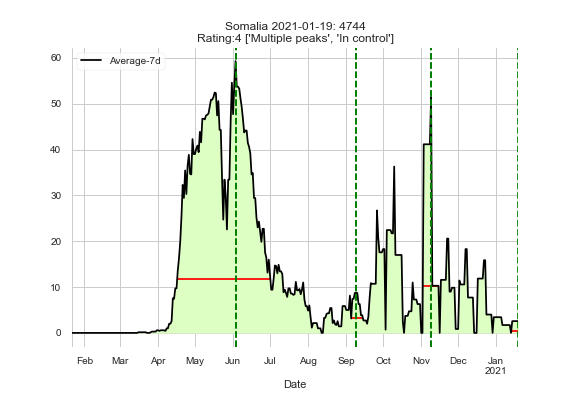 Somalia 2021-01-19: 4744
Rating:4 ['Multiple peaks', 'In control']
Average-7d
60
50
40
30
20
10
0
Feb Mar Apr May Jun Jul Aug Sep Oct Nov Dec Jan
2021
Date